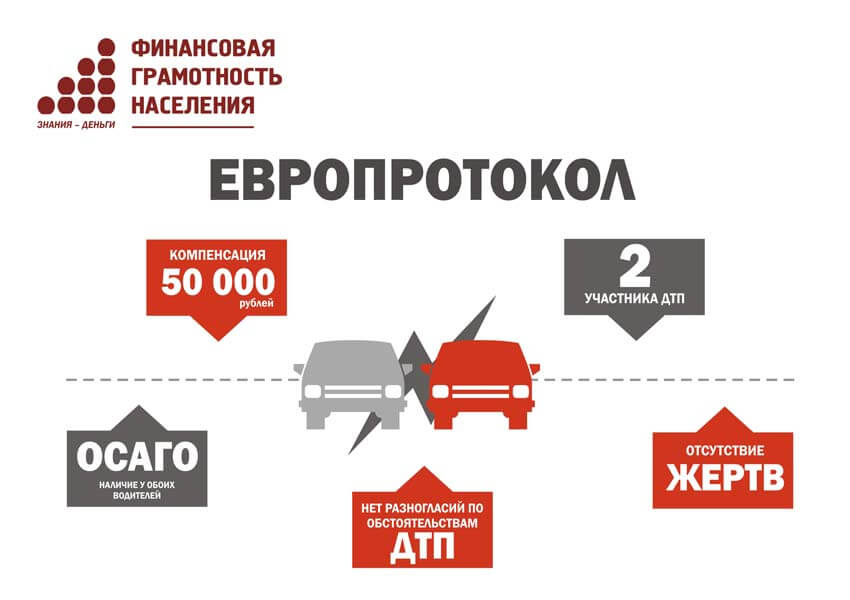 ФИНАНСОВАЯ
ГРАМОТНОСТЬ
НАСЕЛЕНИЯ
ЗНАНИЯ – ДЕНЬГИ
ЕВРОПРОТОКОЛ
КОМПЕНСАЦИЯ
50 000
рублей
2
УЧАСТНИКА ДТП
ОСАГО
НАЛИЧИЕ У ОБОИХ
ВОДИТЕЛЕЙ
НЕТ РАЗНОГЛАСИЙ ПО
ОБСТОЯТЕЛЬСТВАМ
ДТП
ОТСУТСТВИЕ
ЖЕРТВ